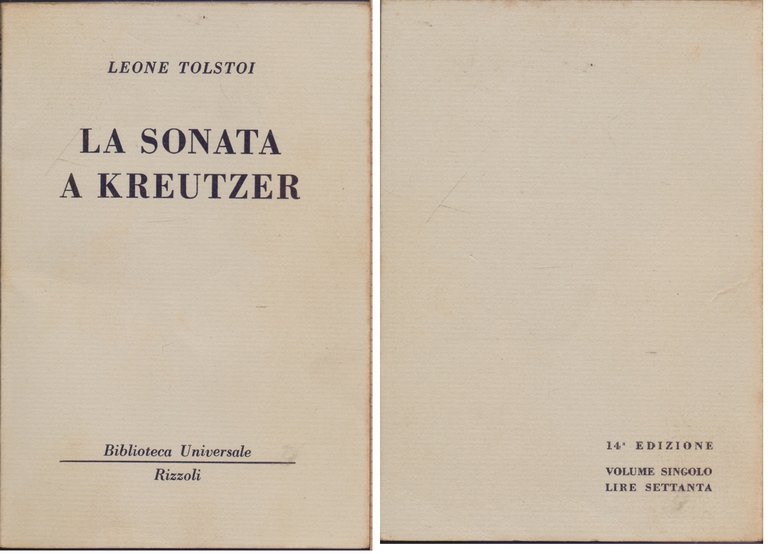 LEONE TOLSTOI
LA SONATA
A KREUTZER
Biblioteca Universale
Rizzoli
14ª EDIZIONE
VOLUME SINGOLO
LIRE SETTANTA